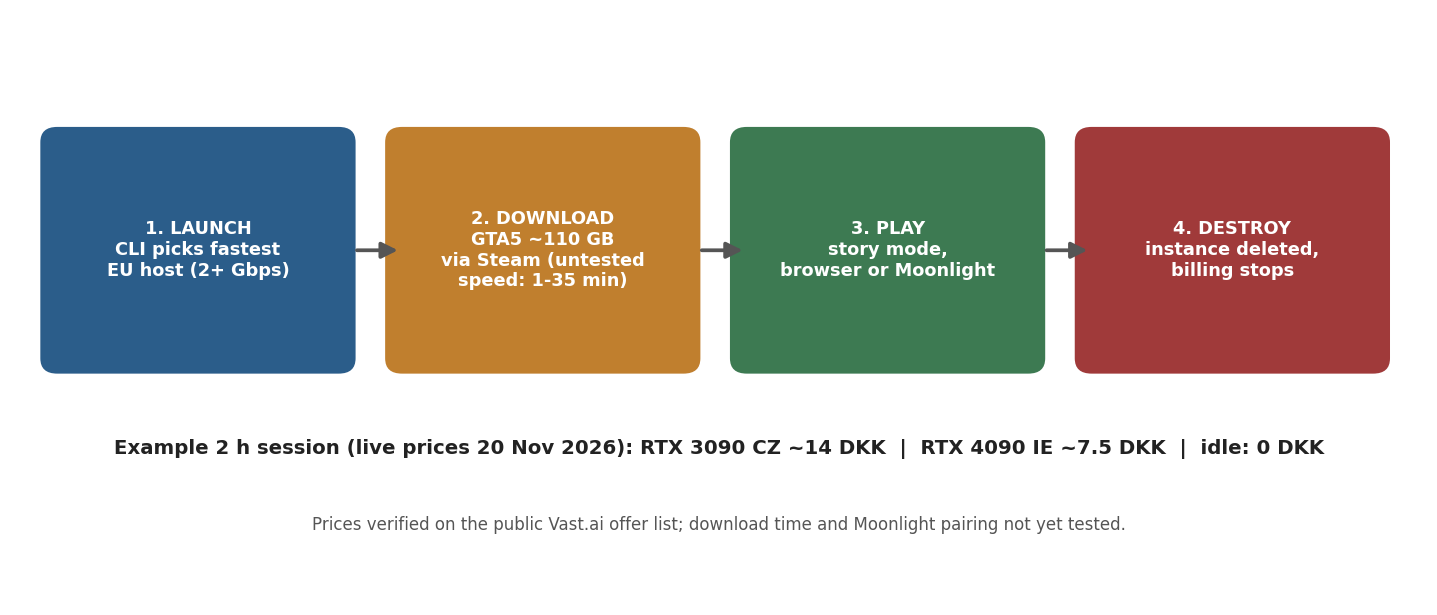 1. LAUNCH
CLI picks fastest
EU host (2+ Gbps)
2. DOWNLOAD
GTA5 ~110 GB
via Steam (untested
speed: 1-35 min)
3. PLAY
story mode,
browser or Moonlight
4. DESTROY
instance deleted,
billing stops
Example 2 h session (live prices 20 Nov 2026): RTX 3090 CZ ~14 DKK | RTX 4090 IE ~7.5 DKK | idle: 0 DKK
Prices verified on the public Vast.ai offer list; download time and Moonlight pairing not yet tested.